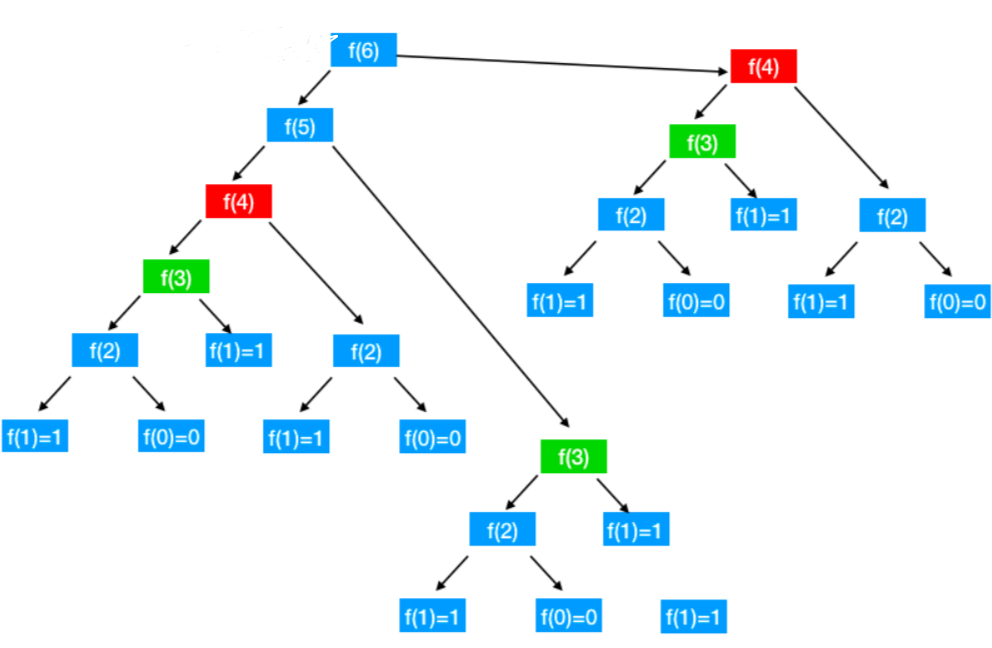 f(6)
f(4)
f(5)
f(3)
f(4)
f(2)
f(1)=1
f(2)
f(3)
f(1)=1
f(0)=0
f(1)=1
f(0)=0
f(2)
f(1)=1
f(2)
f(1)=1
f(0)=0
f(1)=1
f(0)=0
f(3)
f(2)
f(1)=1
f(1)=1
f(0)=0
f(1)=1